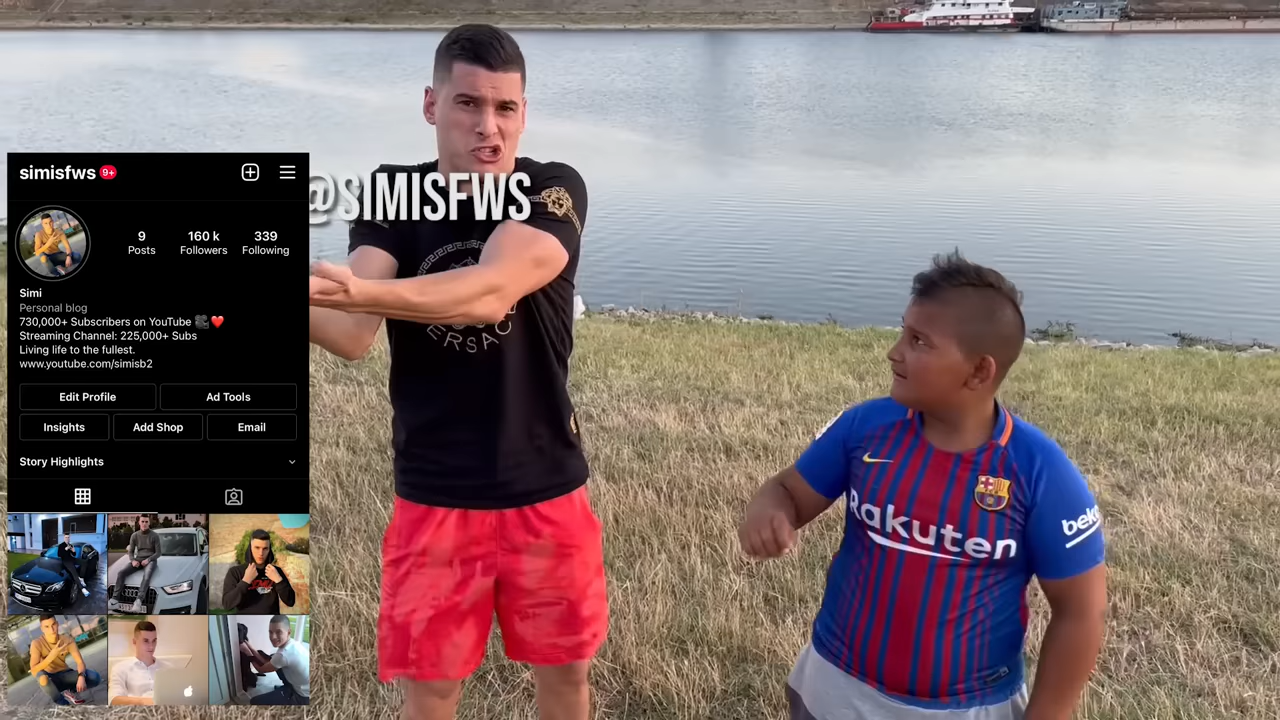 simisfws 9+
9 160 k 339
Posts Followers Following
Simi
Personal blog
730,000+ Subscribers on YouTube
Streaming Channel: 225,000+ Subs
Living life to the fullest.
www.youtube.com/simisb2
Edit Profile Ad Tools
Insights Add Shop Email
Story Highlights
@SIMISFWS
ERSAC
Rakuten
beko